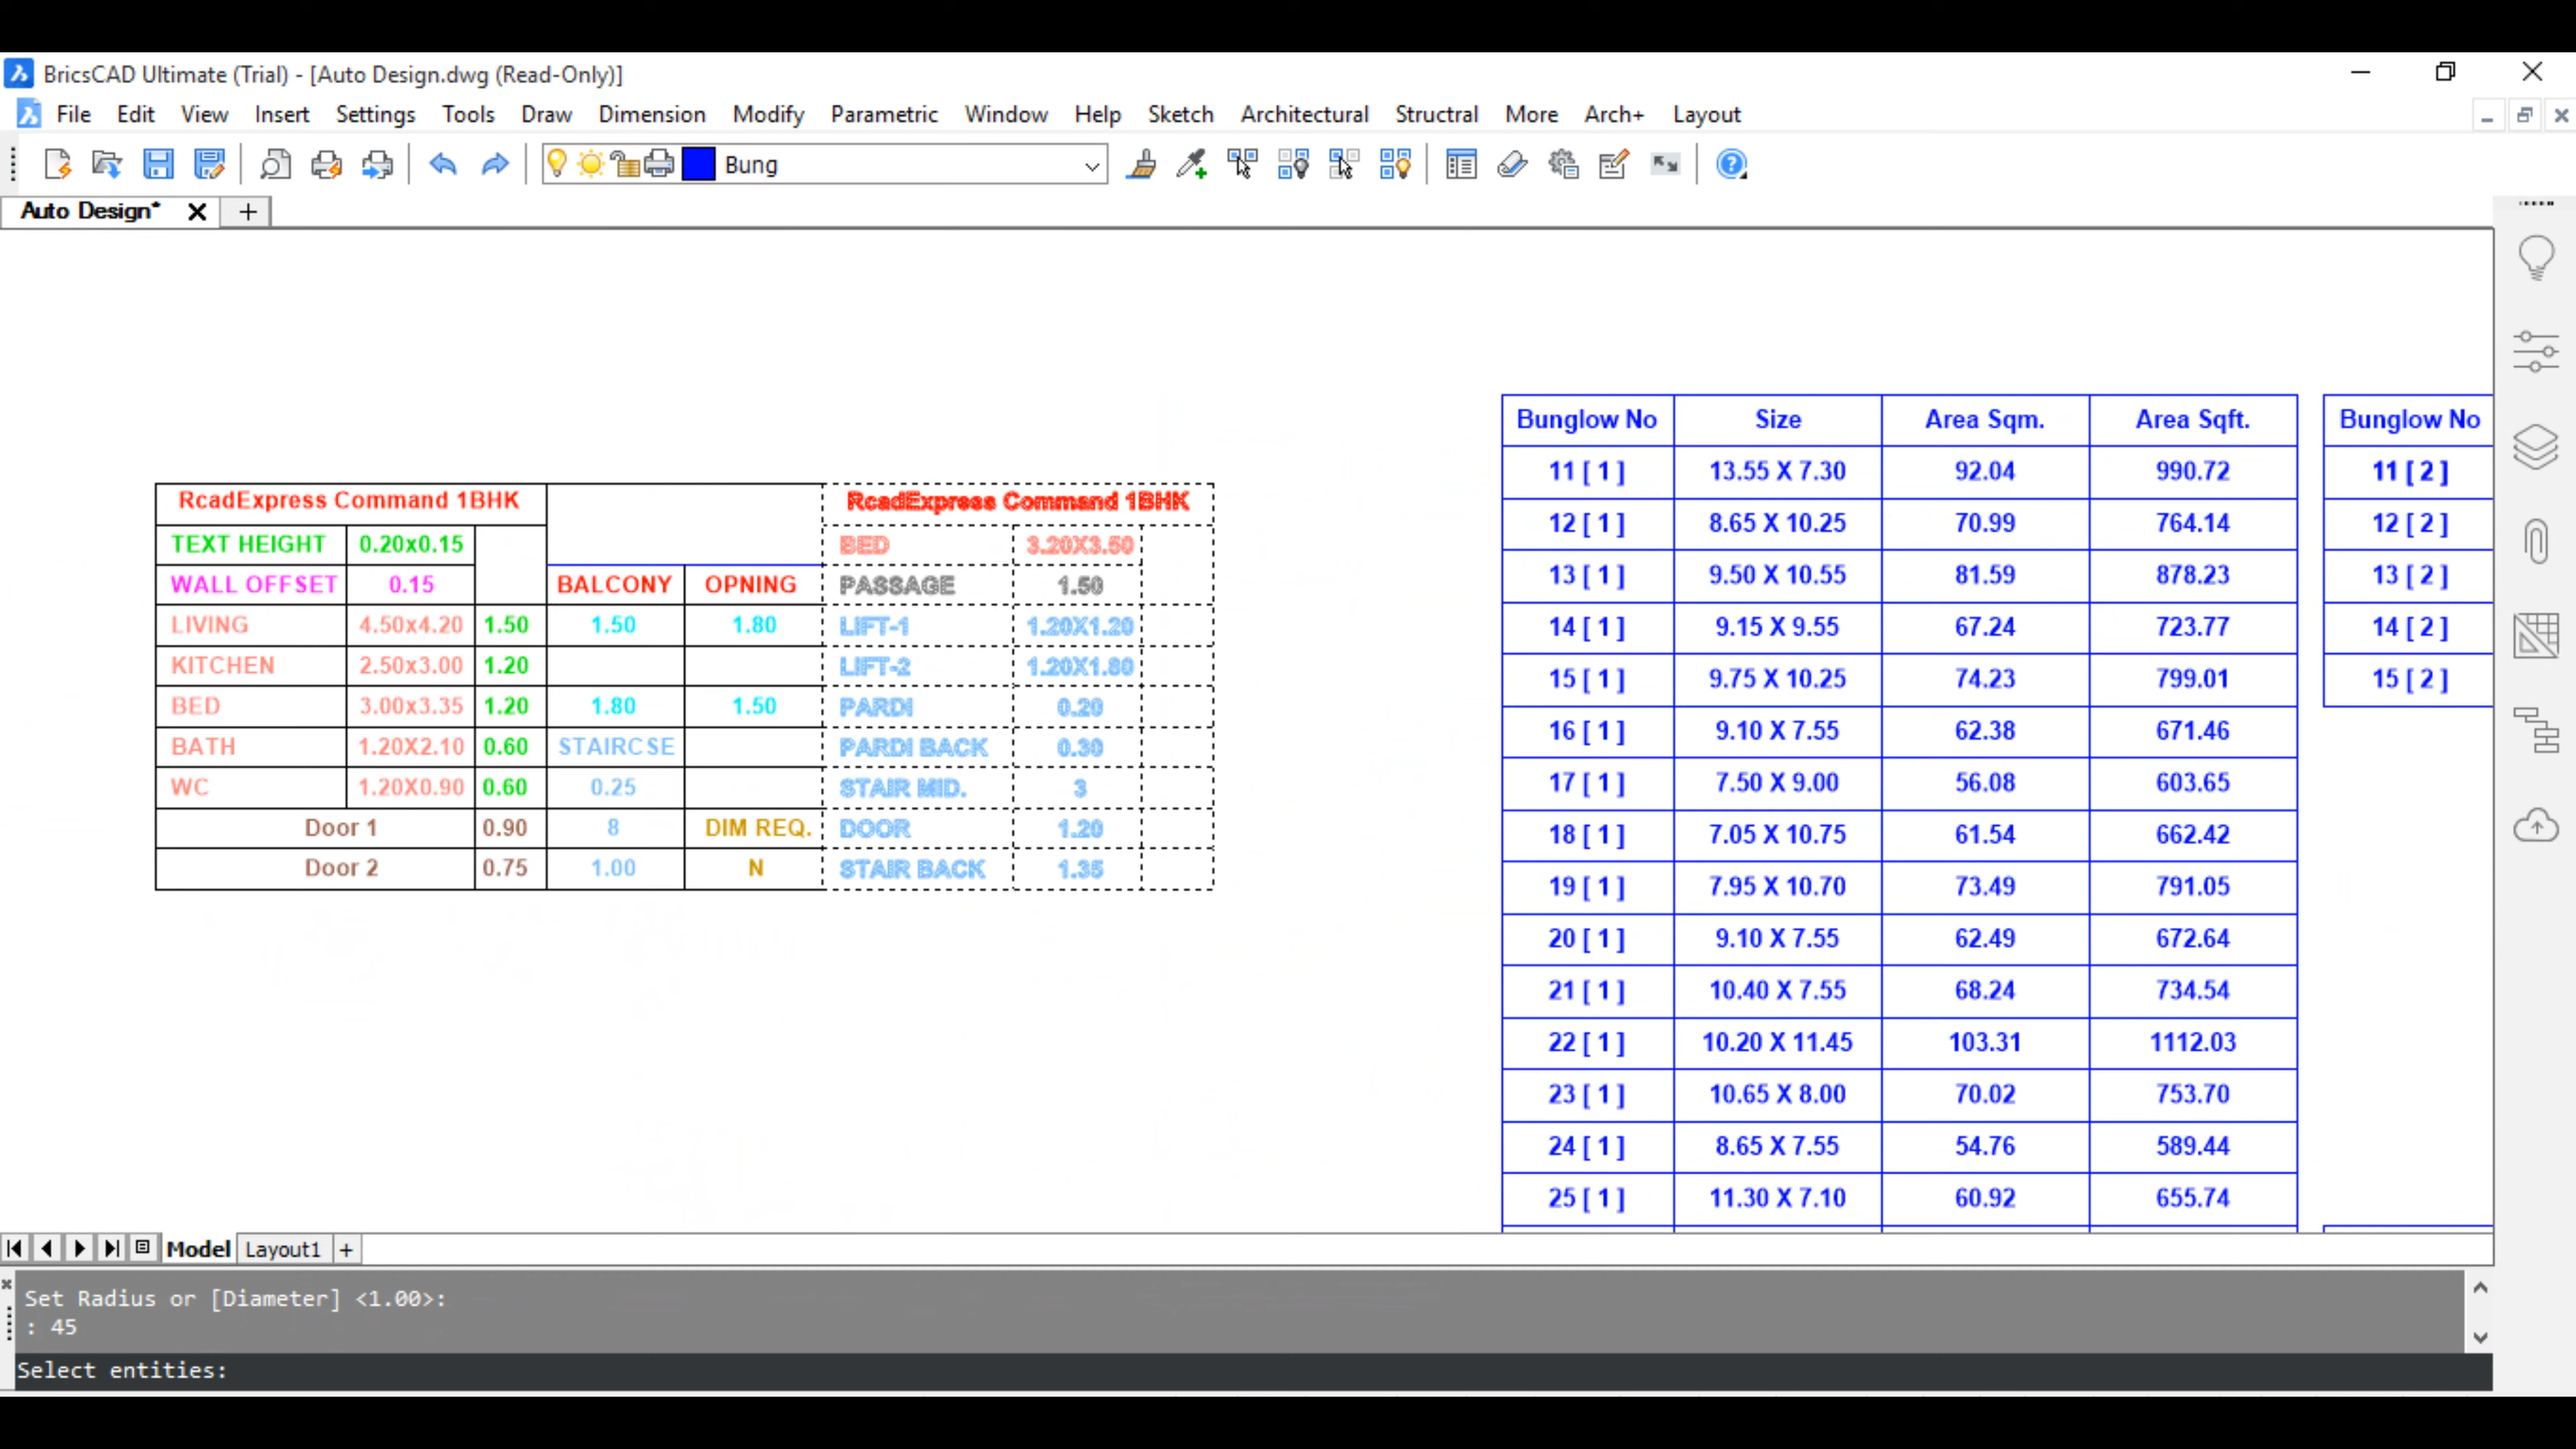 BricsCAD Ultimate (Trial) - [Auto Design.dwg (Read-Only)]
File Edit View Insert Settings Tools Draw Dimension Modify Parametric Window Help Sketch Architectural Structral More Arch+ Layout
Bung
Auto Design*
RcadExpress Command 1BHK
TEXT HEIGHT 0.20x0.15
WALL OFFSET 0.15 BALCONY OPNING
LIVING 4.50x4.20 1.50 1.50 1.80
KITCHEN 2.50x3.00 1.20
BED 3.00x3.35 1.20 1.80 1.50
BATH 1.20X2.10 0.60 STAIRCSE
WC 1.20X0.90 0.60 0.25
Door 1 0.90 8 DIM REQ.
Door 2 0.75 1.00 N
RcadExpress Command 1BHK
BED 3.20X3.50
PASSAGE 1.50
LIFT-1 1.20X1.20
LIFT-2 1.20X1.80
PARDI 0.20
PARDI BACK 0.30
STAIR MID. 3
DOOR 1.20
STAIR BACK 1.35
Bunglow No Size Area Sqm. Area Sqft.
11 [ 1 ] 13.55 X 7.30 92.04 990.72
12 [ 1 ] 8.65 X 10.25 70.99 764.14
13 [ 1 ] 9.50 X 10.55 81.59 878.23
14 [ 1 ] 9.15 X 9.55 67.24 723.77
15 [ 1 ] 9.75 X 10.25 74.23 799.01
16 [ 1 ] 9.10 X 7.55 62.38 671.46
17 [ 1 ] 7.50 X 9.00 56.08 603.65
18 [ 1 ] 7.05 X 10.75 61.54 662.42
19 [ 1 ] 7.95 X 10.70 73.49 791.05
20 [ 1 ] 9.10 X 7.55 62.49 672.64
21 [ 1 ] 10.40 X 7.55 68.24 734.54
22 [ 1 ] 10.20 X 11.45 103.31 1112.03
23 [ 1 ] 10.65 X 8.00 70.02 753.70
24 [ 1 ] 8.65 X 7.55 54.76 589.44
25 [ 1 ] 11.30 X 7.10 60.92 655.74
Bunglow No
11 [ 2 ]
12 [ 2 ]
13 [ 2 ]
14 [ 2 ]
15 [ 2 ]
Model Layout1 +
Set Radius or [Diameter] <1.00>:
: 45
Select entities: